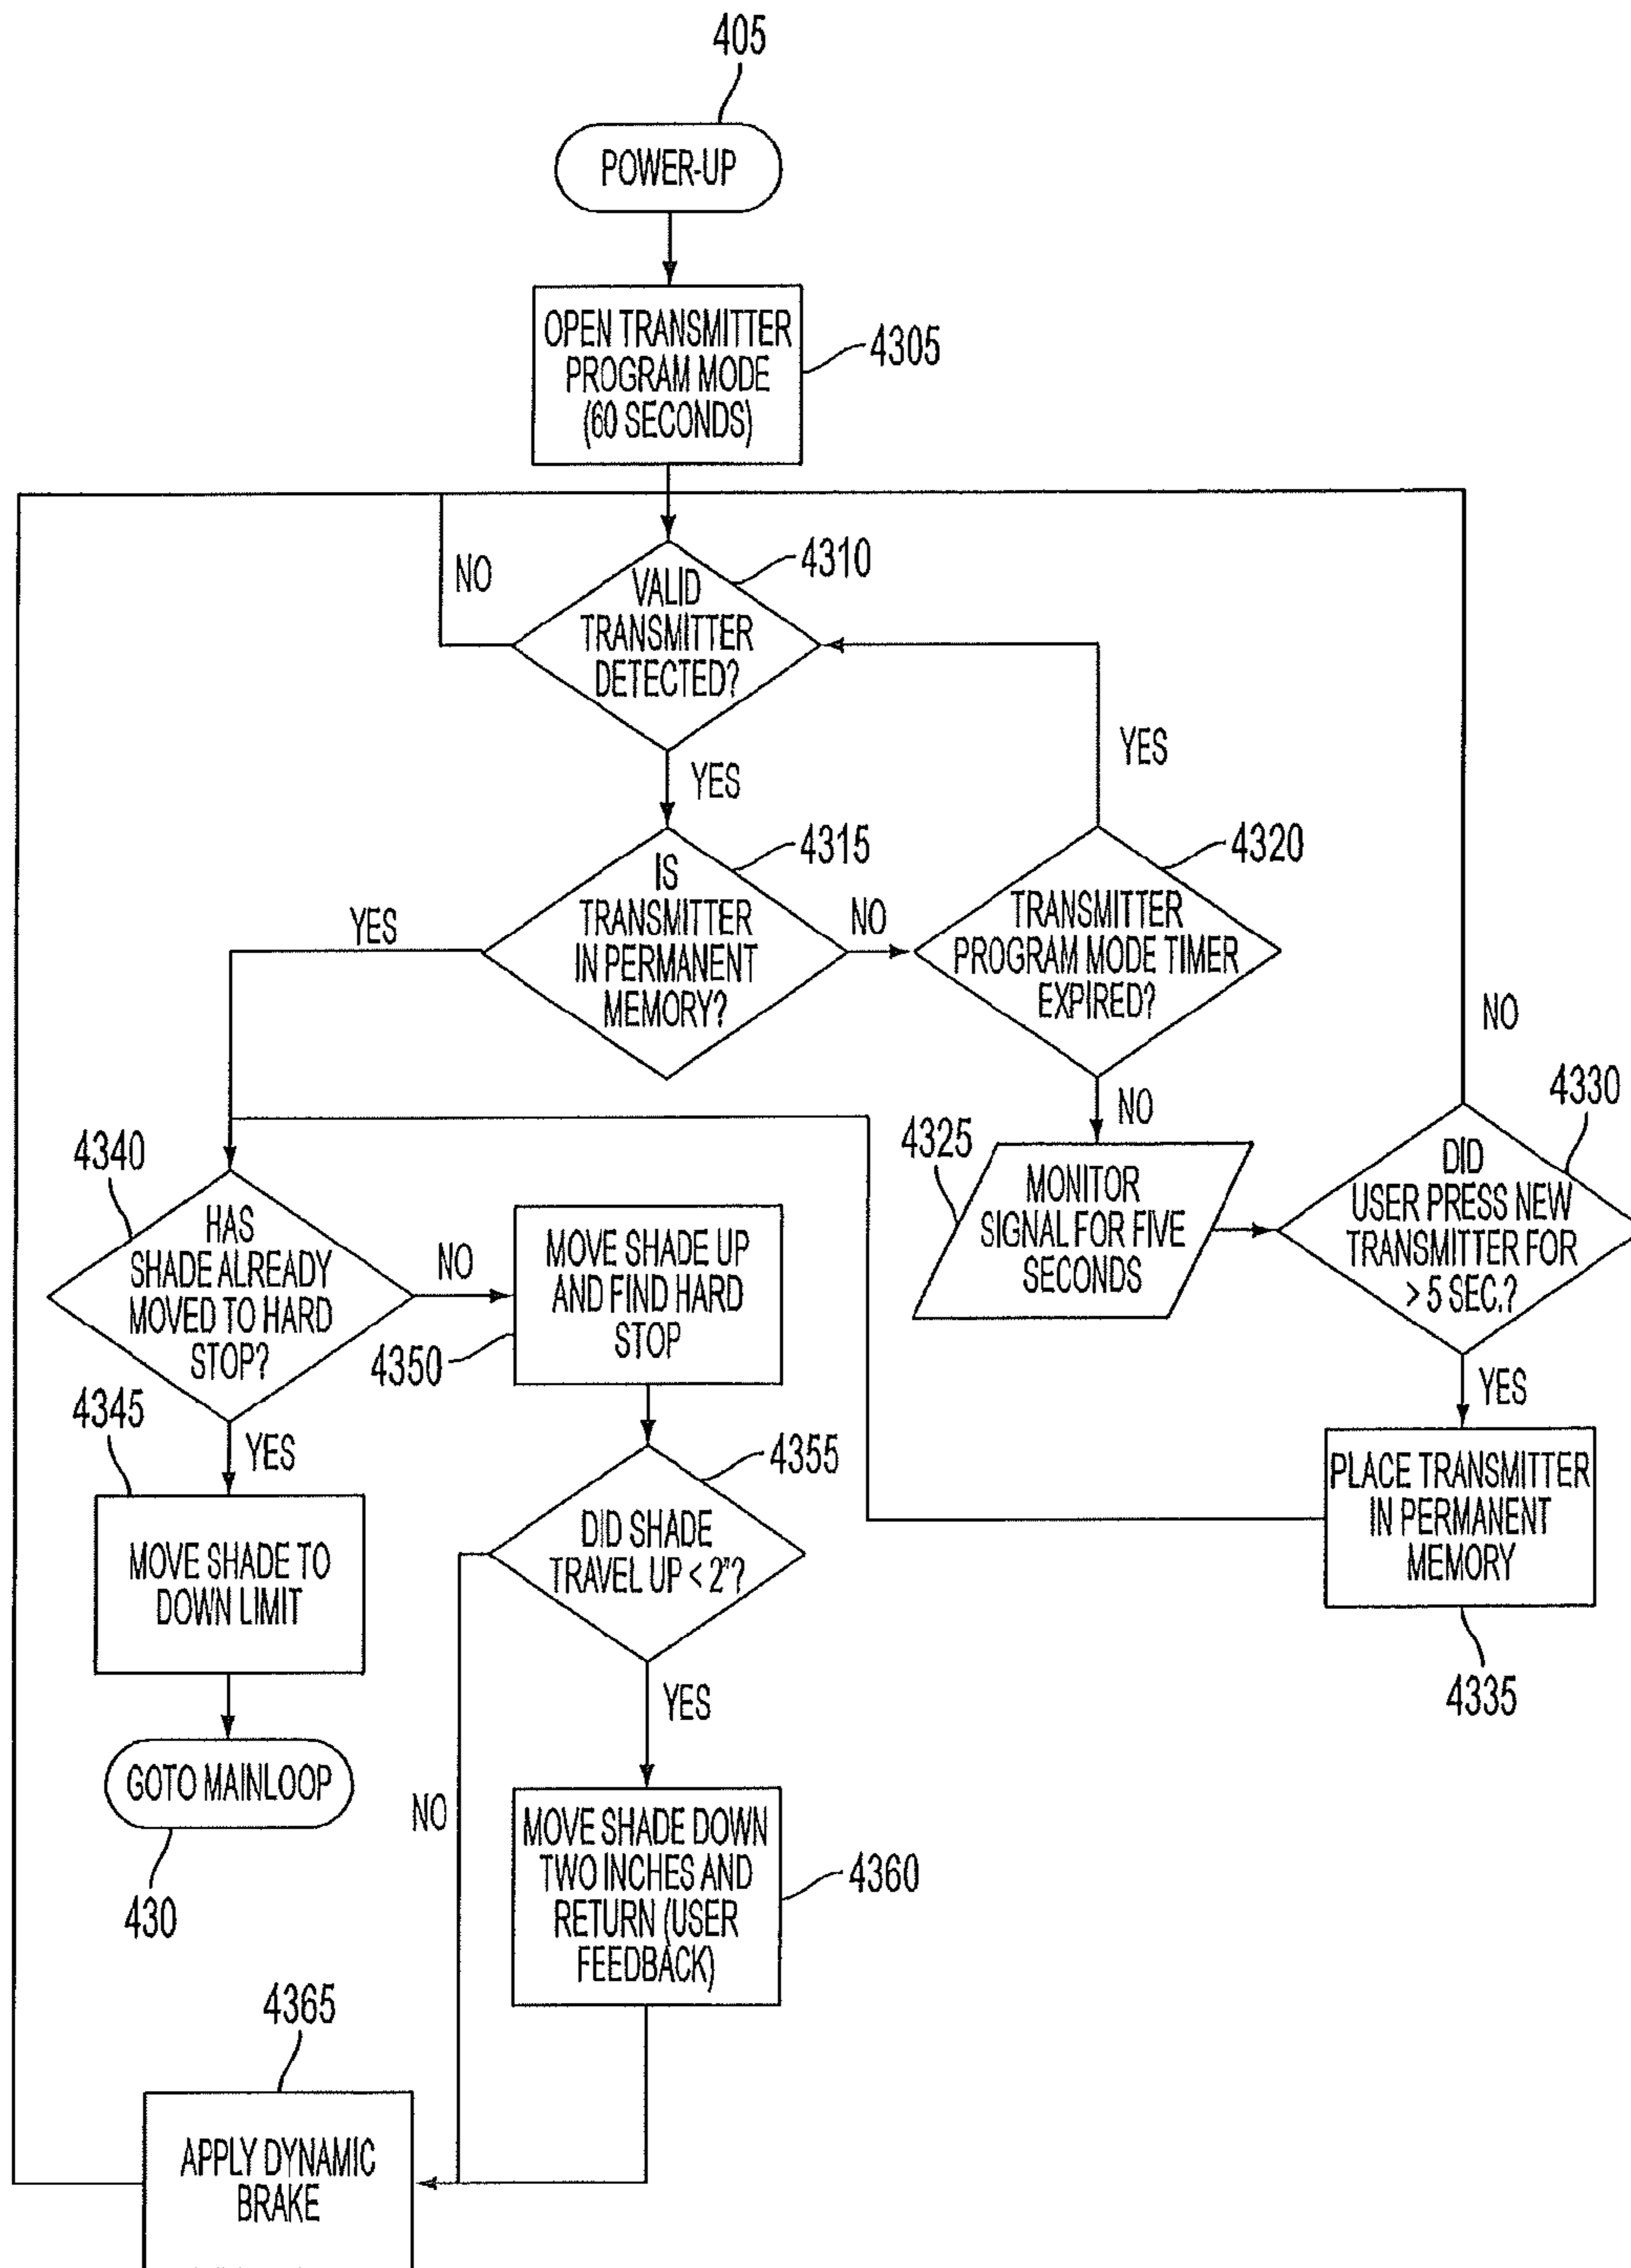 405
POWER-UP
OPEN TRANSMITTER
PROGRAM MODE
(60 SECONDS)
4305
NO
4310
VALID
TRANSMITTER
DETECTED?
YES
YES
4315
IS
TRANSMITTER
IN PERMANENT
MEMORY?
YES
NO
4320
TRANSMITTER
PROGRAM MODE TIMER
EXPIRED?
NO
NO
4325
MONITOR
SIGNAL FOR FIVE
SECONDS
4330
DID
USER PRESS NEW
TRANSMITTER FOR
> 5 SEC.?
YES
PLACE TRANSMITTER
IN PERMANENT
MEMORY
4335
4340
HAS
SHADE ALREADY
MOVED TO HARD
STOP?
NO
MOVE SHADE UP
AND FIND HARD
STOP
4350
4345
YES
MOVE SHADE TO
DOWN LIMIT
GOTO MAINLOOP
430
4355
DID SHADE
TRAVEL UP < 2"?
YES
NO
MOVE SHADE DOWN
TWO INCHES AND
RETURN (USER
FEEDBACK)
4360
4365
APPLY DYNAMIC
BRAKE